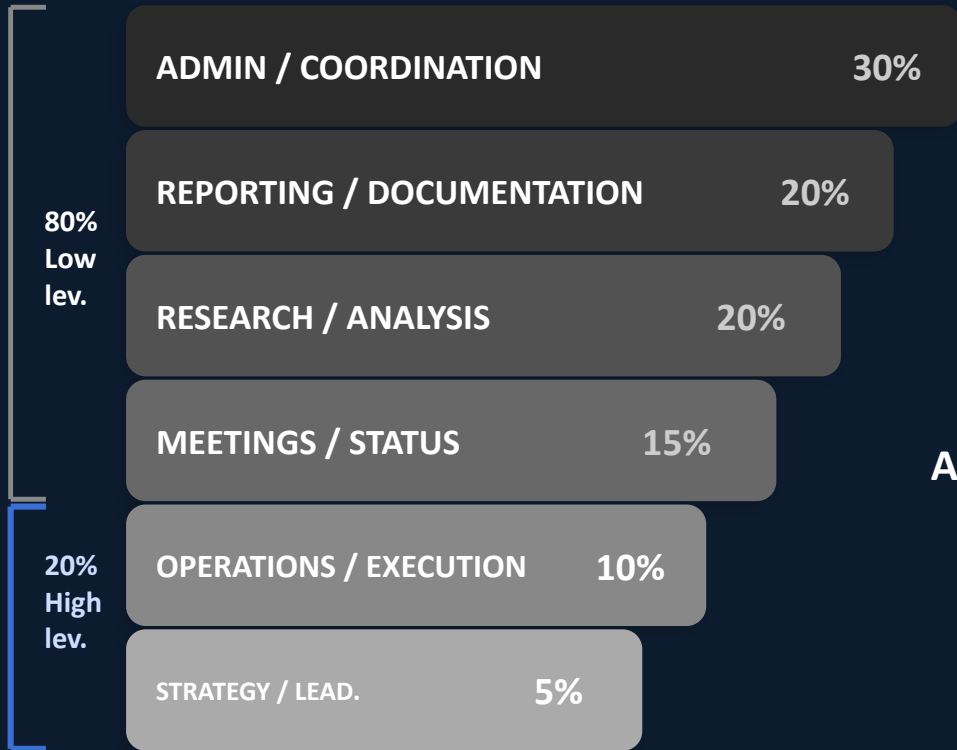 ADMIN / COORDINATION 30%
REPORTING / DOCUMENTATION 20%
80%
Low
lev.
RESEARCH / ANALYSIS 20%
MEETINGS / STATUS 15%
A
20%
High
lev.
OPERATIONS / EXECUTION 10%
STRATEGY / LEAD. 5%